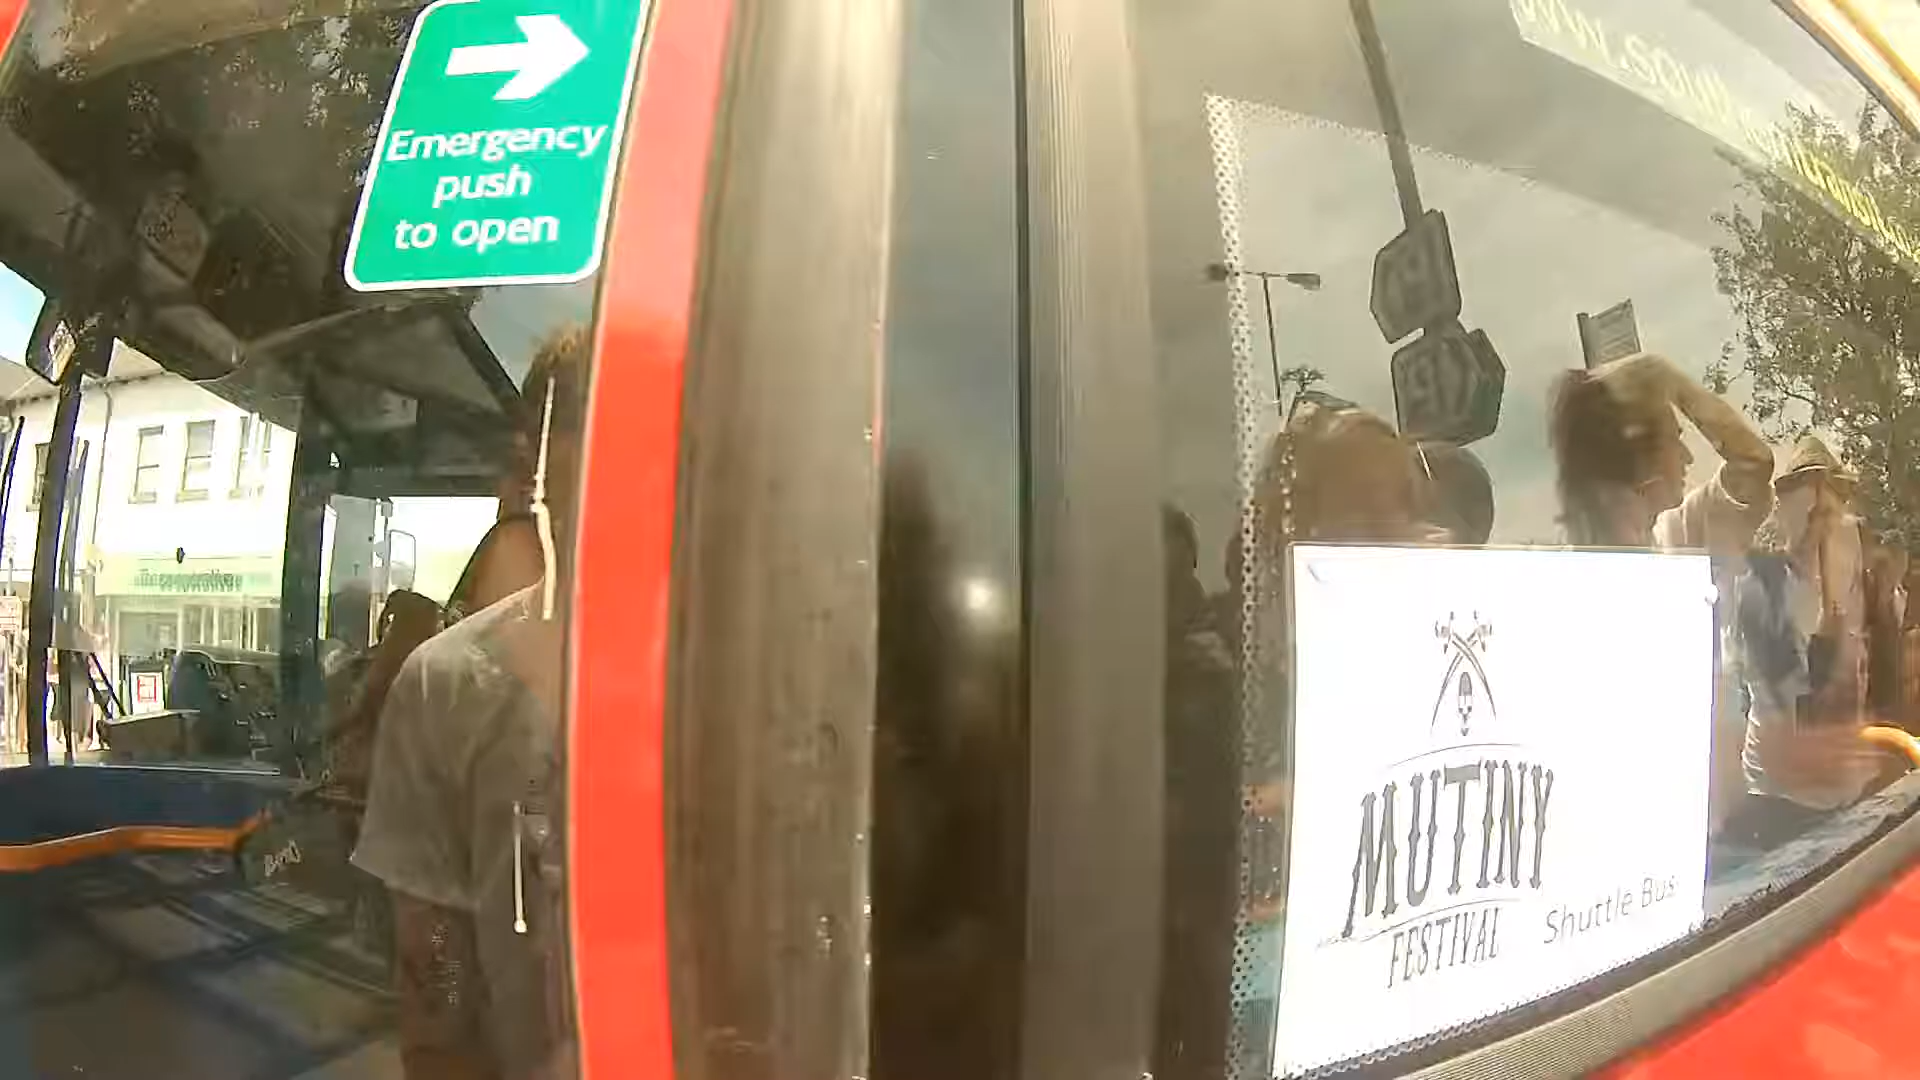 Emergency
push
to open
MUTINY
FESTIVAL
Shuttle Bus